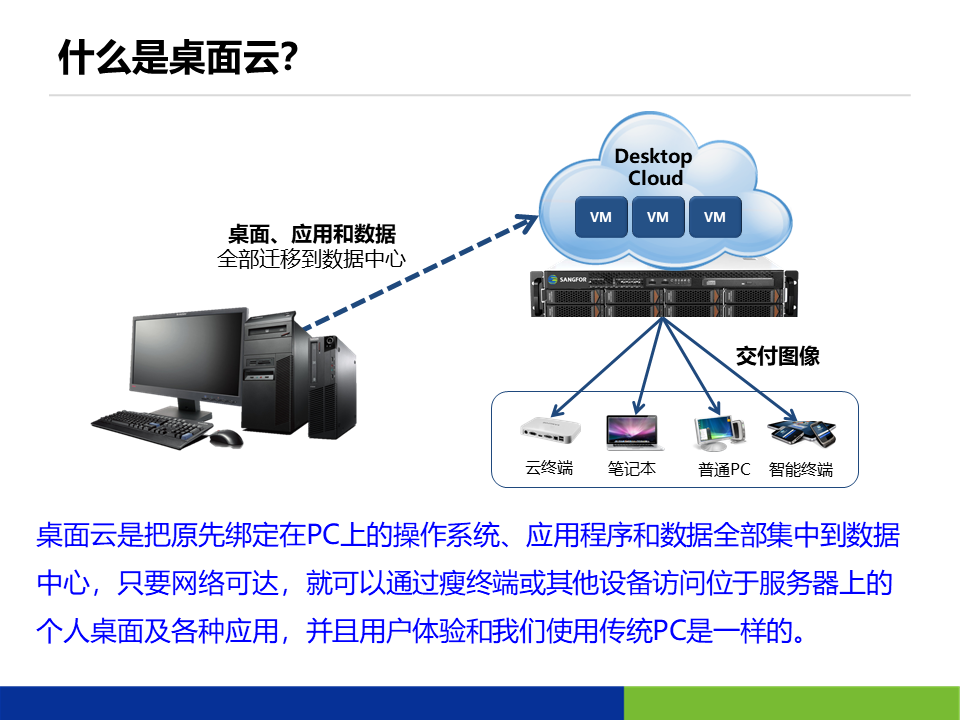 什么是桌面云？
Desktop
Cloud
VM VM VM
桌面、应用和数据
全部迁移到数据中心
SANGFOR
交付图像
云终端 笔记本 普通PC 智能终端
桌面云是把原先绑定在PC上的操作系统、应用程序和数据全部集中到数据
中心，只要网络可达，就可以通过瘦终端或其他设备访问位于服务器上的
个人桌面及各种应用，并且用户体验和我们使用传统PC是一样的。